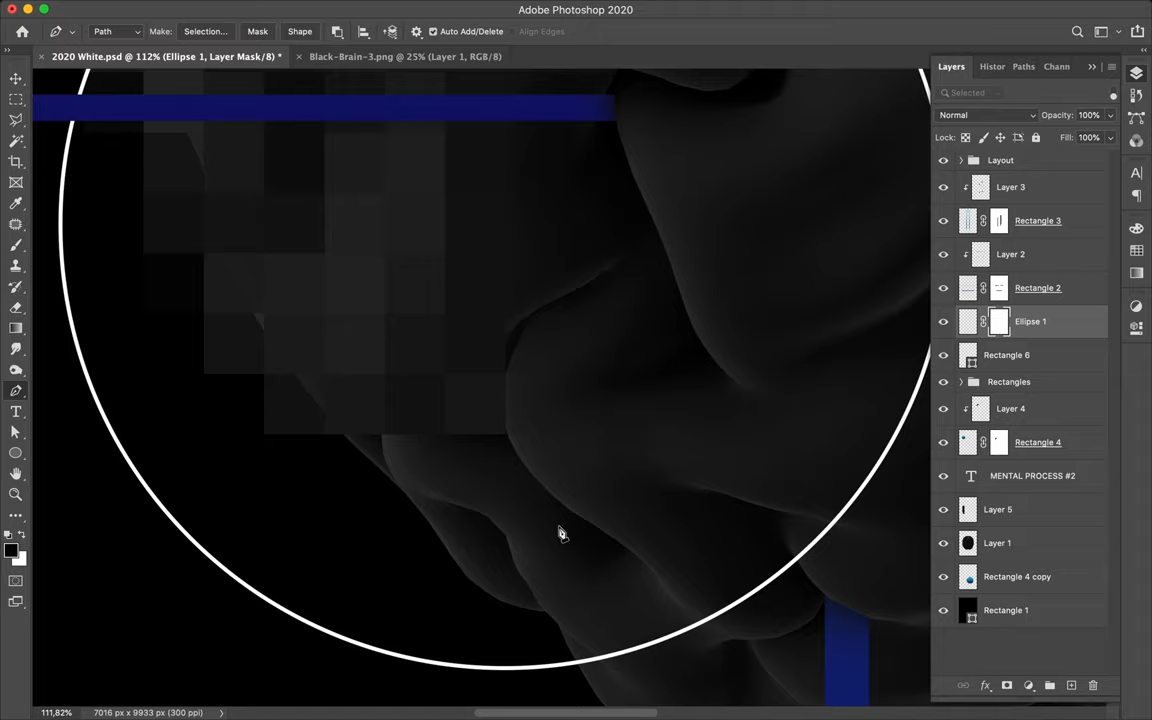 Adobe Photoshop 2020
Path Make: Selection... Mask Shape Auto Add/Delete Align Edges
2020 White.psd @ 112% (Ellipse 1, Layer Mask/8) * Black-Brain-3.png @ 25% (Layer 1, RGB/8)
Layers Histor Paths Chann
Selected
Normal Opacity: 100%
Lock: Fill: 100%
Layout
Layer 3
Rectangle 3
Layer 2
Rectangle 2
Ellipse 1
Rectangle 6
Rectangles
Layer 4
Rectangle 4
MENTAL PROCESS #2
Layer 5
Layer 1
Rectangle 4 copy
Rectangle 1
111,82% 7016 px x 9933 px (300 ppi)